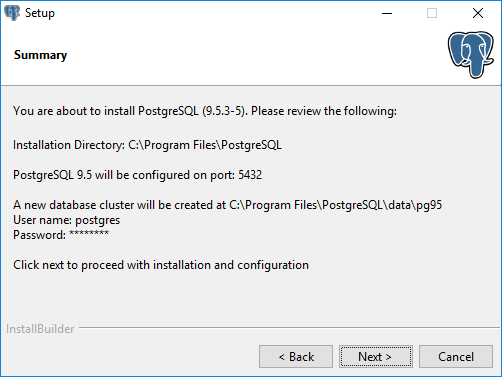 Setup
Summary
You are about to install PostgreSQL (9.5.3-5). Please review the following:
Installation Directory: C:\Program Files\PostgreSQL
PostgreSQL 9.5 will be configured on port: 5432
A new database cluster will be created at C:\Program Files\PostgreSQL\data\pg95
User name: postgres
Password: ********
Click next to proceed with installation and configuration
InstallBuilder
< Back
Next >
Cancel